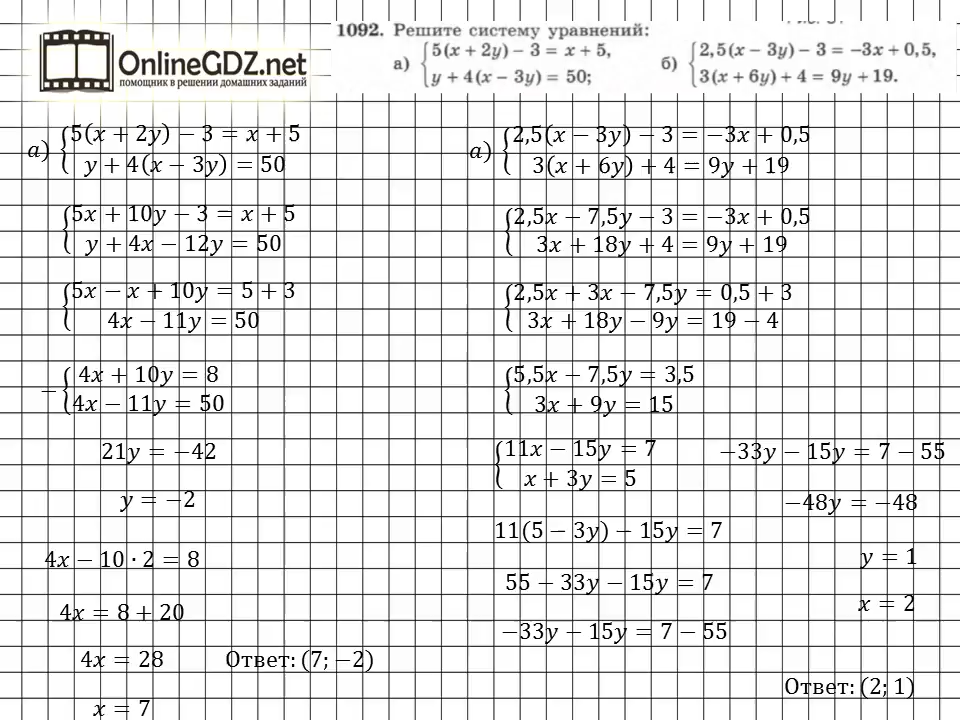 OnlineGDZ.net
помощник в решении домашних заданий
1092. Решите систему уравнений:
а) {5(x + 2y) – 3 = x + 5,
y + 4(x – 3y) = 50;
б) {2,5(x – 3y) – 3 = –3x + 0,5,
3(x + 6y) + 4 = 9y + 19.
а) {5(x + 2y) − 3 = x + 5
y + 4(x − 3y) = 50
{5x + 10y − 3 = x + 5
y + 4x − 12y = 50
{5x − x + 10y = 5 + 3
4x − 11y = 50
− {4x + 10y = 8
4x − 11y = 50
21y = −42
y = −2
4x − 10 · 2 = 8
4x = 8 + 20
4x = 28
Ответ: (7; −2)
x = 7
а) {2,5(x − 3y) − 3 = −3x + 0,5
3(x + 6y) + 4 = 9y + 19
{2,5x − 7,5y − 3 = −3x + 0,5
3x + 18y + 4 = 9y + 19
{2,5x + 3x − 7,5y = 0,5 + 3
3x + 18y − 9y = 19 − 4
{5,5x − 7,5y = 3,5
3x + 9y = 15
{11x − 15y = 7
x + 3y = 5
11(5 − 3y) − 15y = 7
55 − 33y − 15y = 7
−33y − 15y = 7 − 55
−33y − 15y = 7 − 55
−48y = −48
y = 1
x = 2
Ответ: (2; 1)